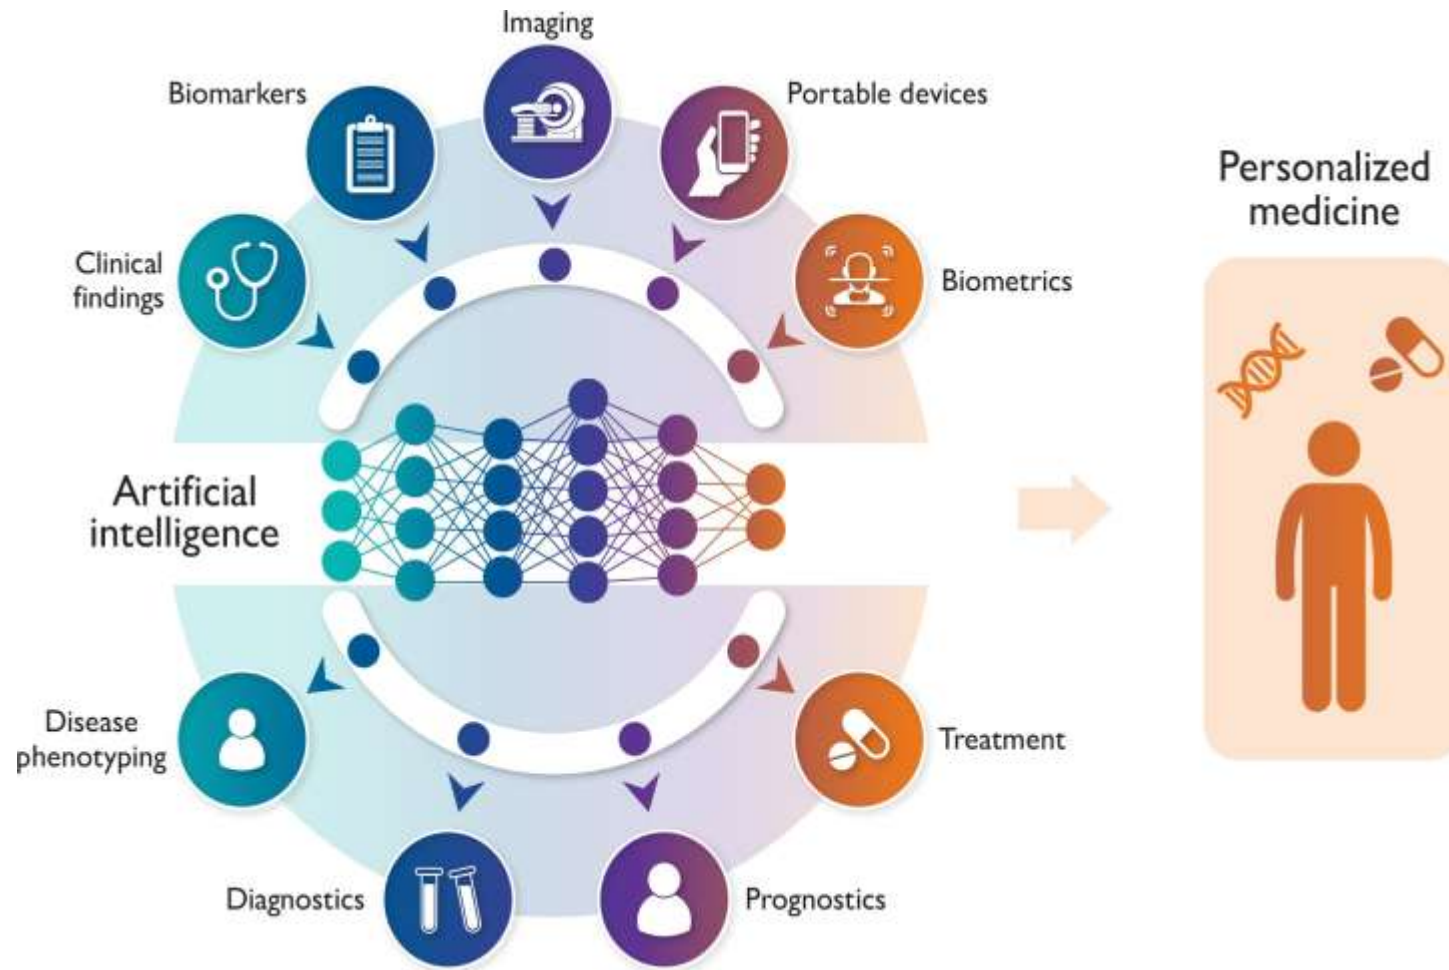 Imaging
Biomarkers
Portable devices
Clinical
findings
Biometrics
Personalized
medicine
Artificial
intelligence
Disease
phenotyping
Treatment
Diagnostics
Prognostics